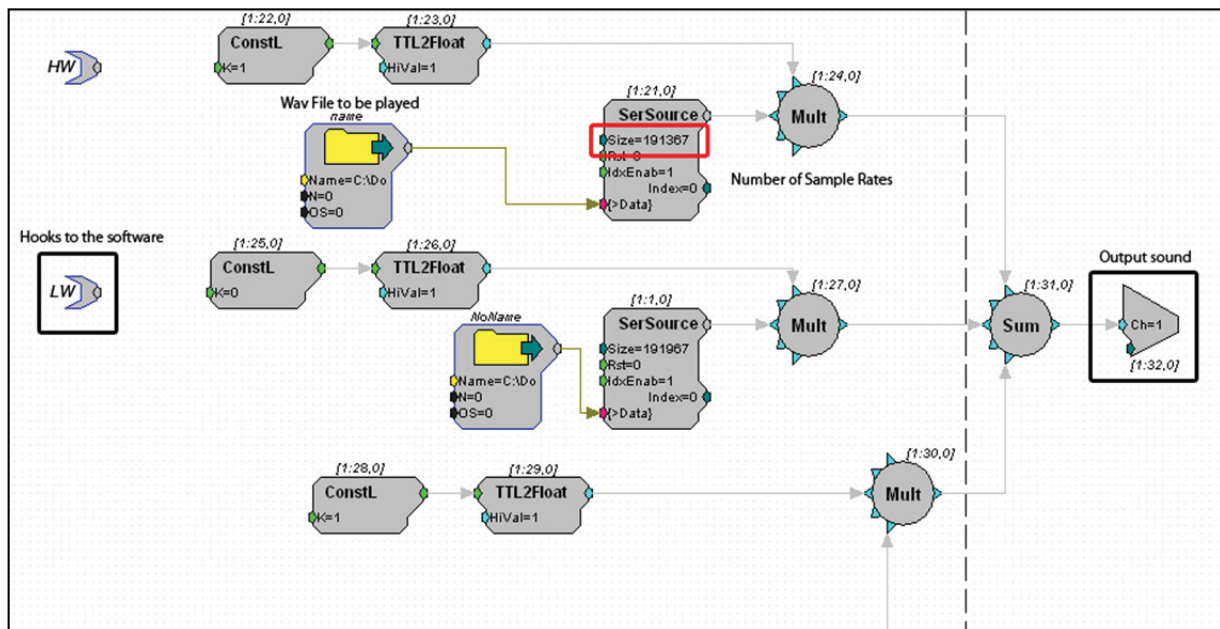 [1:22,0]
ConstL
K=1
[1:23,0]
TTL2Float
HiVal=1
HW
[1:24,0]
Mult
Wav File to be played
name
Name=C:\Do
N=0
OS=0
[1:21,0]
SerSource
Size=191367
Rst=0
IdxEnab=1
Index=0
{>Data}
Number of Sample Rates
Hooks to the software
LW
[1:25,0]
ConstL
K=0
[1:26,0]
TTL2Float
HiVal=1
[1:27,0]
Mult
NoName
Name=C:\Do
N=0
OS=0
[1:1,0]
SerSource
Size=191967
Rst=0
IdxEnab=1
Index=0
{>Data}
[1:31,0]
Sum
Output sound
Ch=1
[1:32,0]
[1:28,0]
ConstL
K=1
[1:29,0]
TTL2Float
HiVal=1
[1:30,0]
Mult